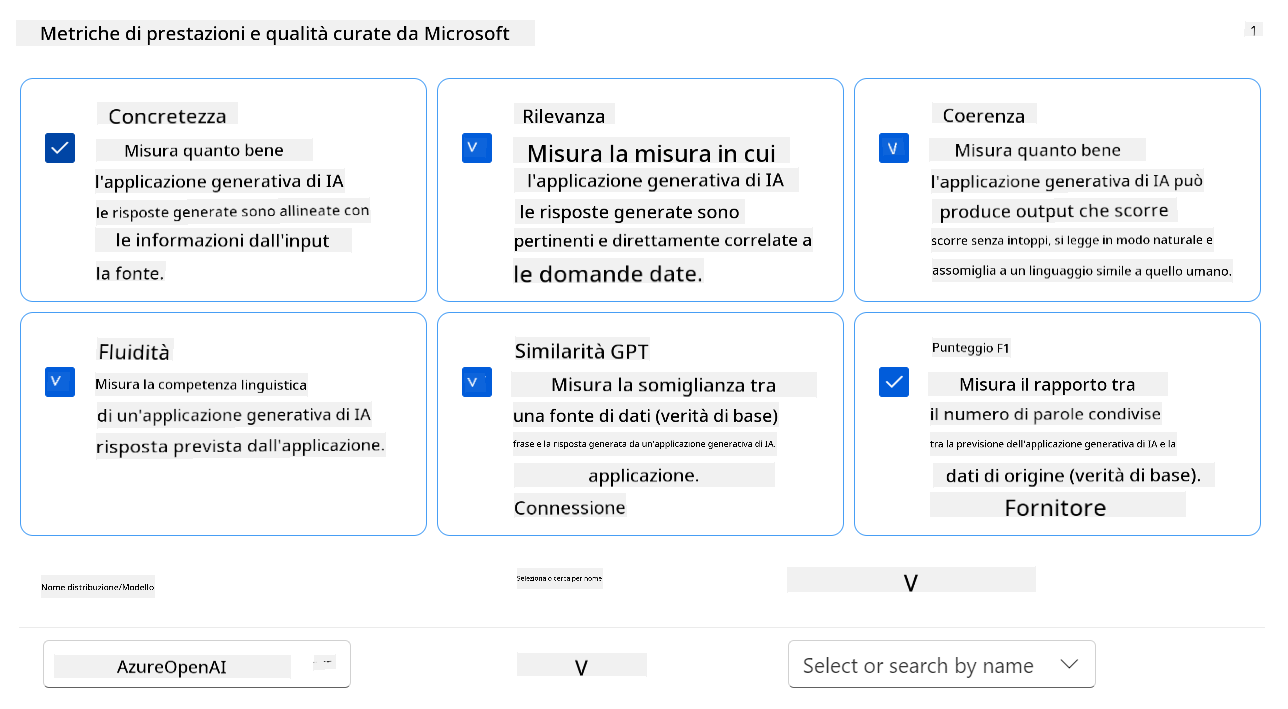 Metriche di prestazioni e qualità curate da Microsoft
1
Concretezza
Misura quanto bene
l'applicazione generativa di IA
le risposte generate sono allineate con
le informazioni dall'input
la fonte.
Rilevanza
Misura la misura in cui
l'applicazione generativa di IA
le risposte generate sono
pertinenti e direttamente correlate a
le domande date.
Coerenza
Misura quanto bene
l'applicazione generativa di IA può
produce output che scorre
scorre senza intoppi, si legge in modo naturale e
assomiglia a un linguaggio simile a quello umano.
Fluidità
Misura la competenza linguistica
di un'applicazione generativa di IA
risposta prevista dall'applicazione.
Similarità GPT
Misura la somiglianza tra
una fonte di dati (verità di base)
frase e la risposta generata da un'applicazione generativa di IA.
applicazione.
Connessione
Punteggio F1
Misura il rapporto tra
il numero di parole condivise
tra la previsione dell'applicazione generativa di IA e la
dati di origine (verità di base).
Fornitore
Nome distribuzione/Modello
Seleziona o cerca per nome
V
AzureOpenAI
V
Select or search by name